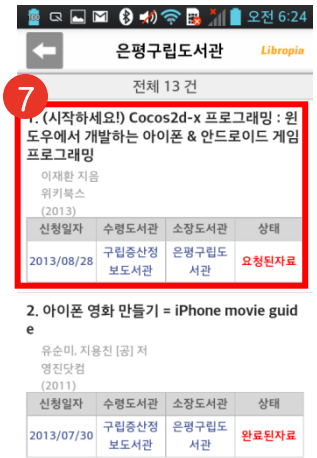 오전 6:24
은평구립도서관
Libropia
전체 13 건
7
1. (시작하세요!) Cocos2d-x 프로그래밍 : 윈
도우에서 개발하는 아이폰 & 안드로이드 게임
프로그래밍
이재환 지음
위키북스
(2013)
신청일자 수령도서관 소장도서관 상태
2013/08/28 구립증산정보도서관 은평구립도서관 요청된자료
2. 아이폰 영화 만들기 = iPhone movie guid
e
유순미, 지용진 [공] 저
영진닷컴
(2011)
신청일자 수령도서관 소장도서관 상태
2013/07/30 구립증산정보도서관 은평구립도서관 완료된자료